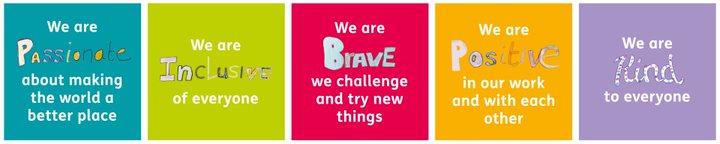 We are
Passionate
about making
the world a
better place
We are
Inclusive
of everyone
We are
BRAVE
we challenge
and try new
things
We are
Positive
in our work
and with each
other
We are
Kind
to everyone